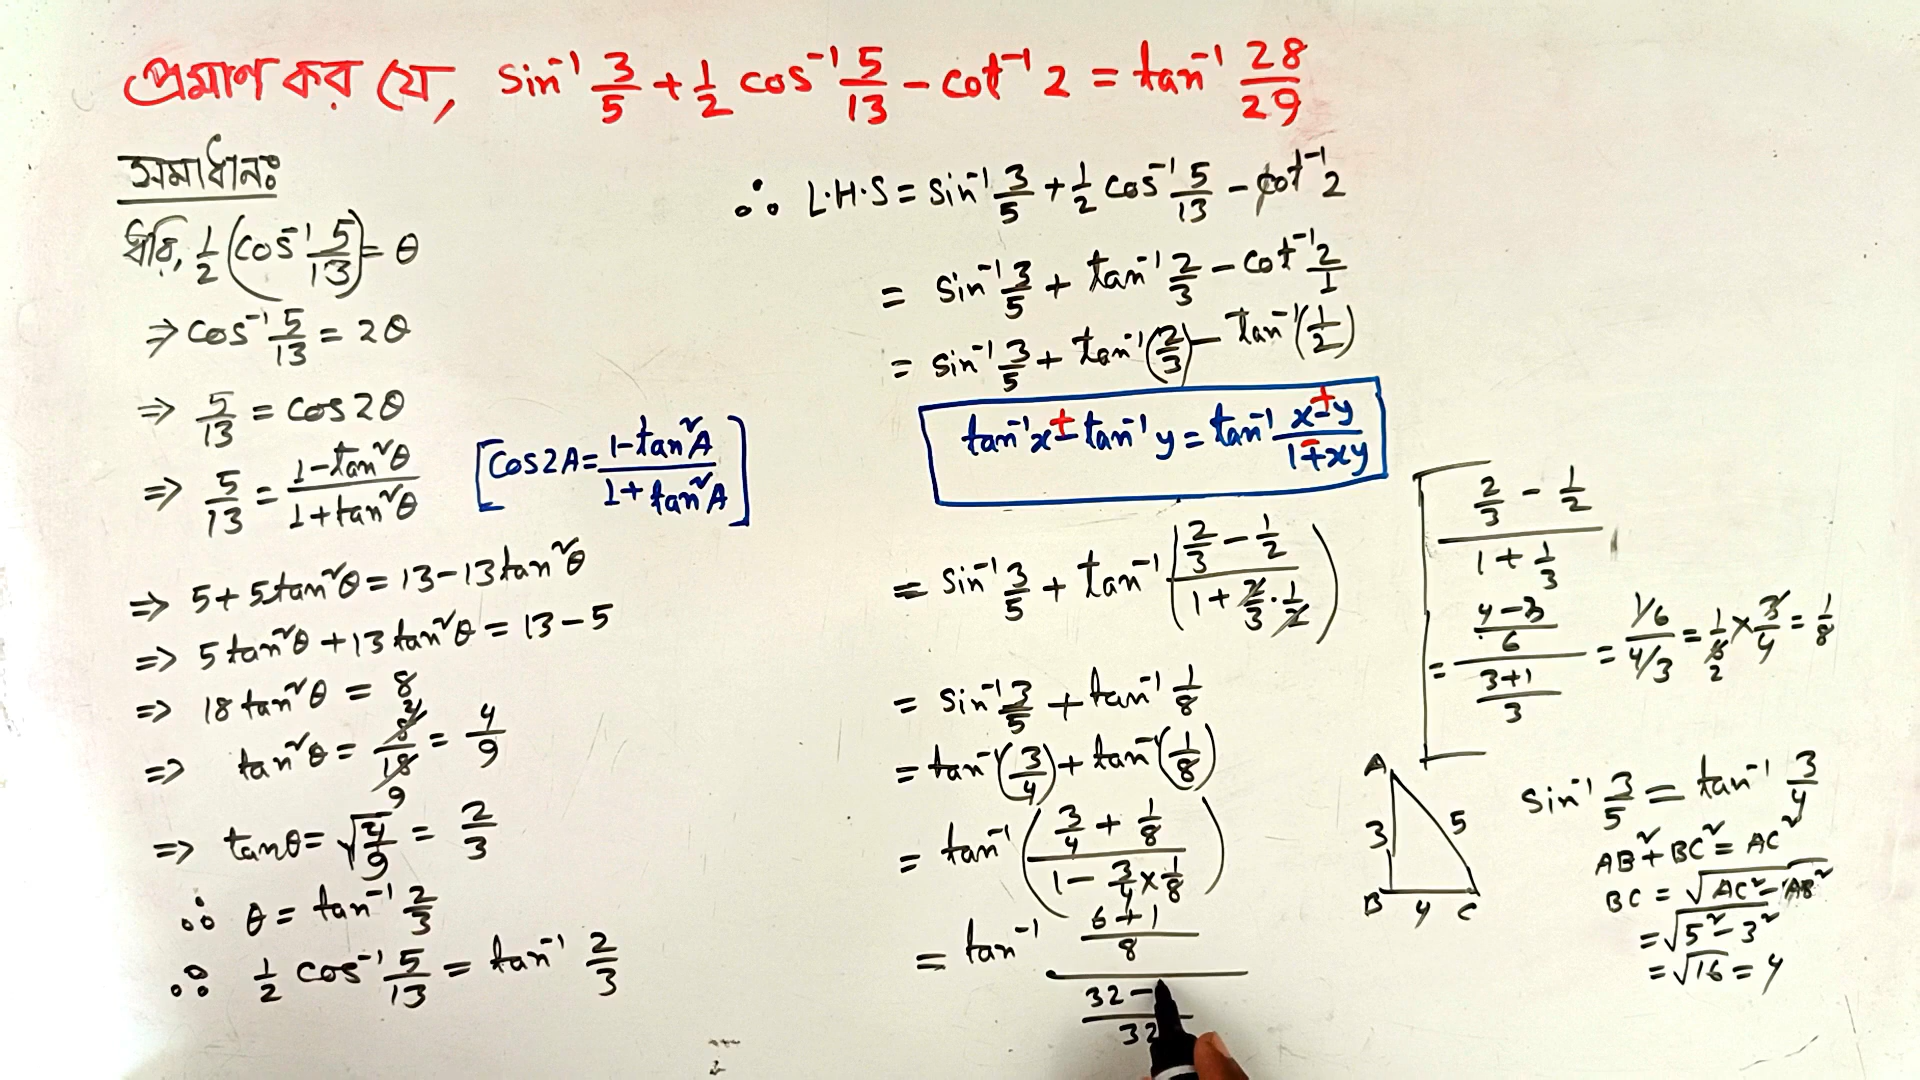 প্রমাণ কর যে, sin⁻¹ 3/5 + 1/2 cos⁻¹ 5/13 - cot⁻¹ 2 = tan⁻¹ 28/29
সমাধানঃ
ধরি, 1/2 (cos⁻¹ 5/13) = θ
⇒ cos⁻¹ 5/13 = 2θ
⇒ 5/13 = cos2θ
⇒ 5/13 = (1-tan²θ)/(1+tan²θ) [cos2A = (1-tan²A)/(1+tan²A)]
⇒ 5+5tan²θ = 13-13tan²θ
⇒ 5tan²θ + 13tan²θ = 13-5
⇒ 18tan²θ = 8
⇒ tan²θ = 8/18 = 4/9
4
9
⇒ tanθ = √(4/9) = 2/3
∴ θ = tan⁻¹ 2/3
∴ 1/2 cos⁻¹ 5/13 = tan⁻¹ 2/3
∴ L.H.S = sin⁻¹ 3/5 + 1/2 cos⁻¹ 5/13 - cot⁻¹ 2
= sin⁻¹ 3/5 + tan⁻¹ 2/3 - cot⁻¹ 2/1
= sin⁻¹ 3/5 + tan⁻¹(2/3) - tan⁻¹(1/2)
tan⁻¹x ± tan⁻¹y = tan⁻¹ (x±y)/(1∓xy)
= sin⁻¹ 3/5 + tan⁻¹((2/3 - 1/2)/(1 + 2/3 · 1/2))
= sin⁻¹ 3/5 + tan⁻¹ 1/8
= tan⁻¹(3/4) + tan⁻¹(1/8)
= tan⁻¹((3/4 + 1/8)/(1 - 3/4 × 1/8))
= tan⁻¹ ((6+1)/8)/((32-)/32)
(2/3 - 1/2)/(1 + 1/3)
= ((4-3)/6)/((3+1)/3) = (1/6)/(4/3) = 1/6 × 3/4 = 1/8
2
A
3 5
B 4 C
sin⁻¹ 3/5 = tan⁻¹ 3/4
AB² + BC² = AC²
BC = √(AC² - AB²)
= √(5² - 3²)
= √16 = 4